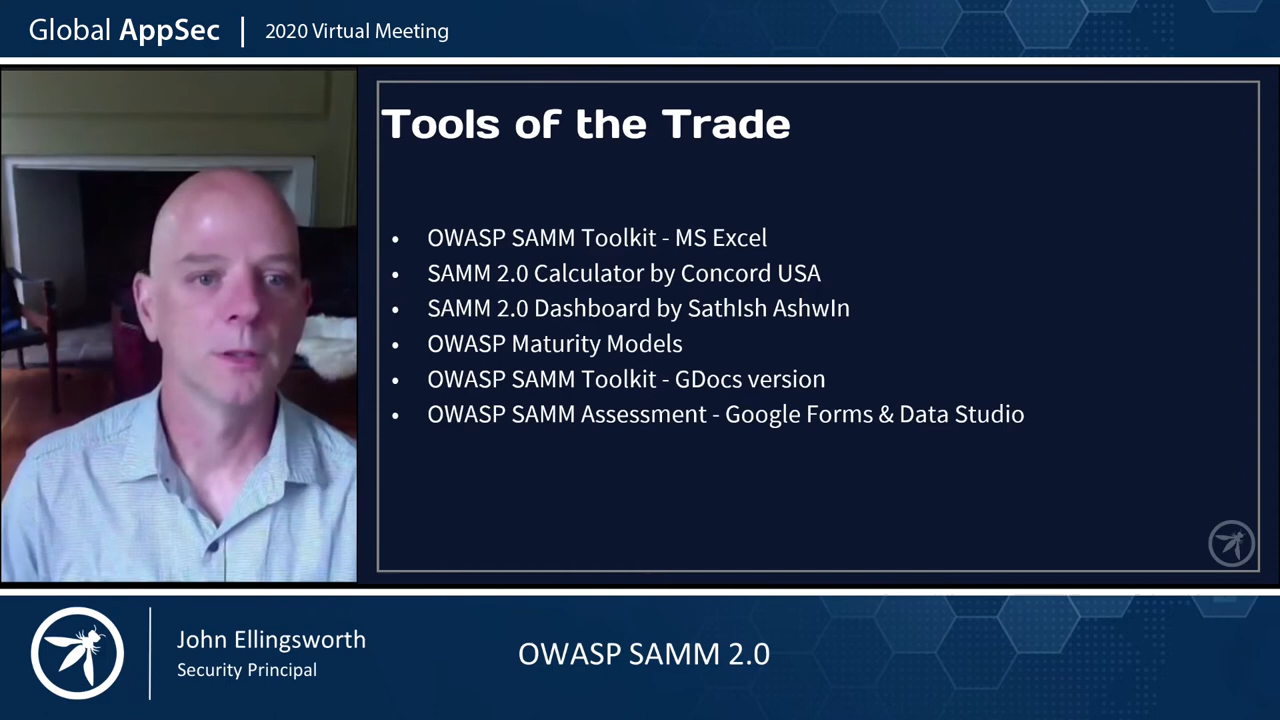 Global AppSec | 2020 Virtual Meeting
Tools of the Trade
• OWASP SAMM Toolkit - MS Excel
• SAMM 2.0 Calculator by Concord USA
• SAMM 2.0 Dashboard by SathIsh AshwIn
• OWASP Maturity Models
• OWASP SAMM Toolkit - GDocs version
• OWASP SAMM Assessment - Google Forms & Data Studio
John Ellingsworth
Security Principal
OWASP SAMM 2.0